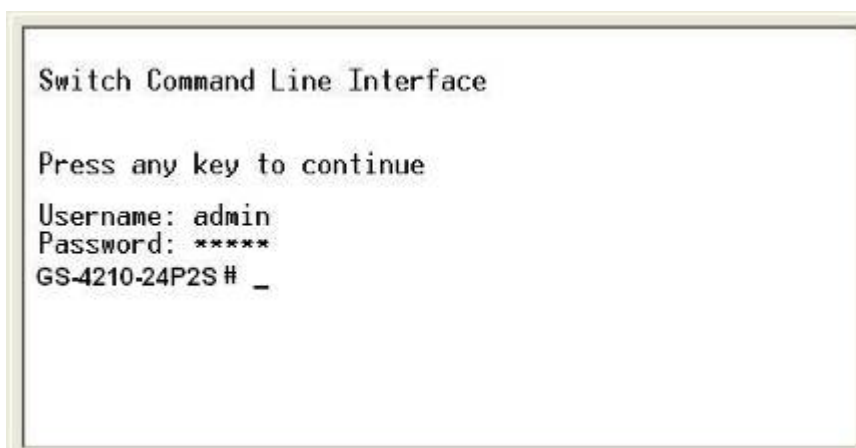 Switch Command Line Interface
Press any key to continue
Username: admin
Password: *****
GS-4210-24P2S # _